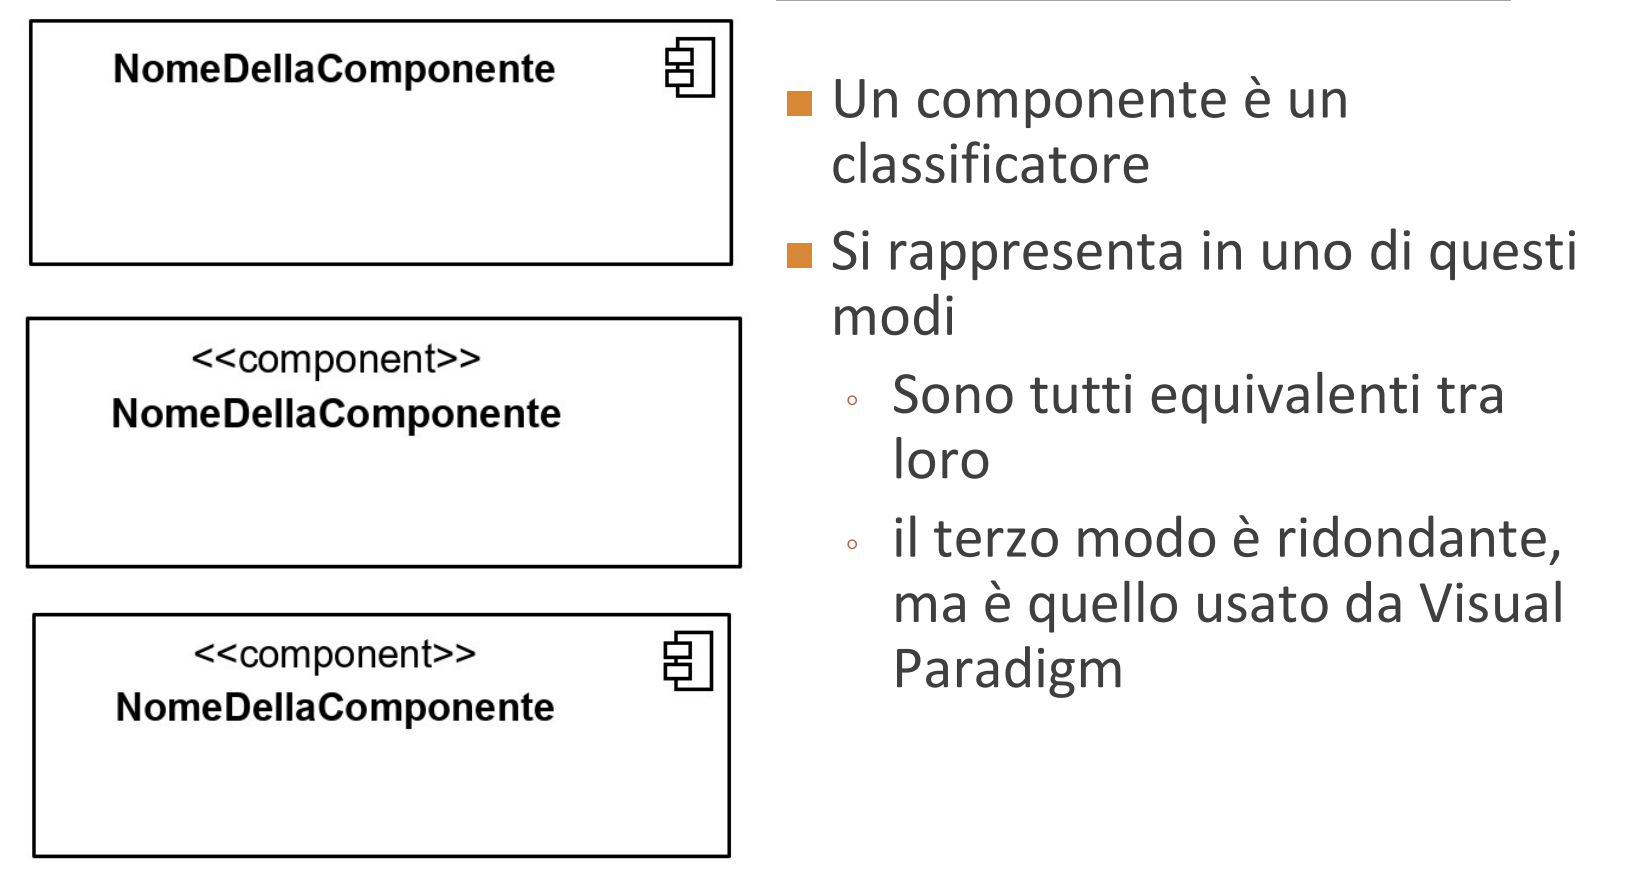 NomeDellaComponente
<<component>>
NomeDellaComponente
<<component>>
NomeDellaComponente
Un componente è un
classificatore
Si rappresenta in uno di questi
modi
Sono tutti equivalenti tra
loro
il terzo modo è ridondante,
ma è quello usato da Visual
Paradigm